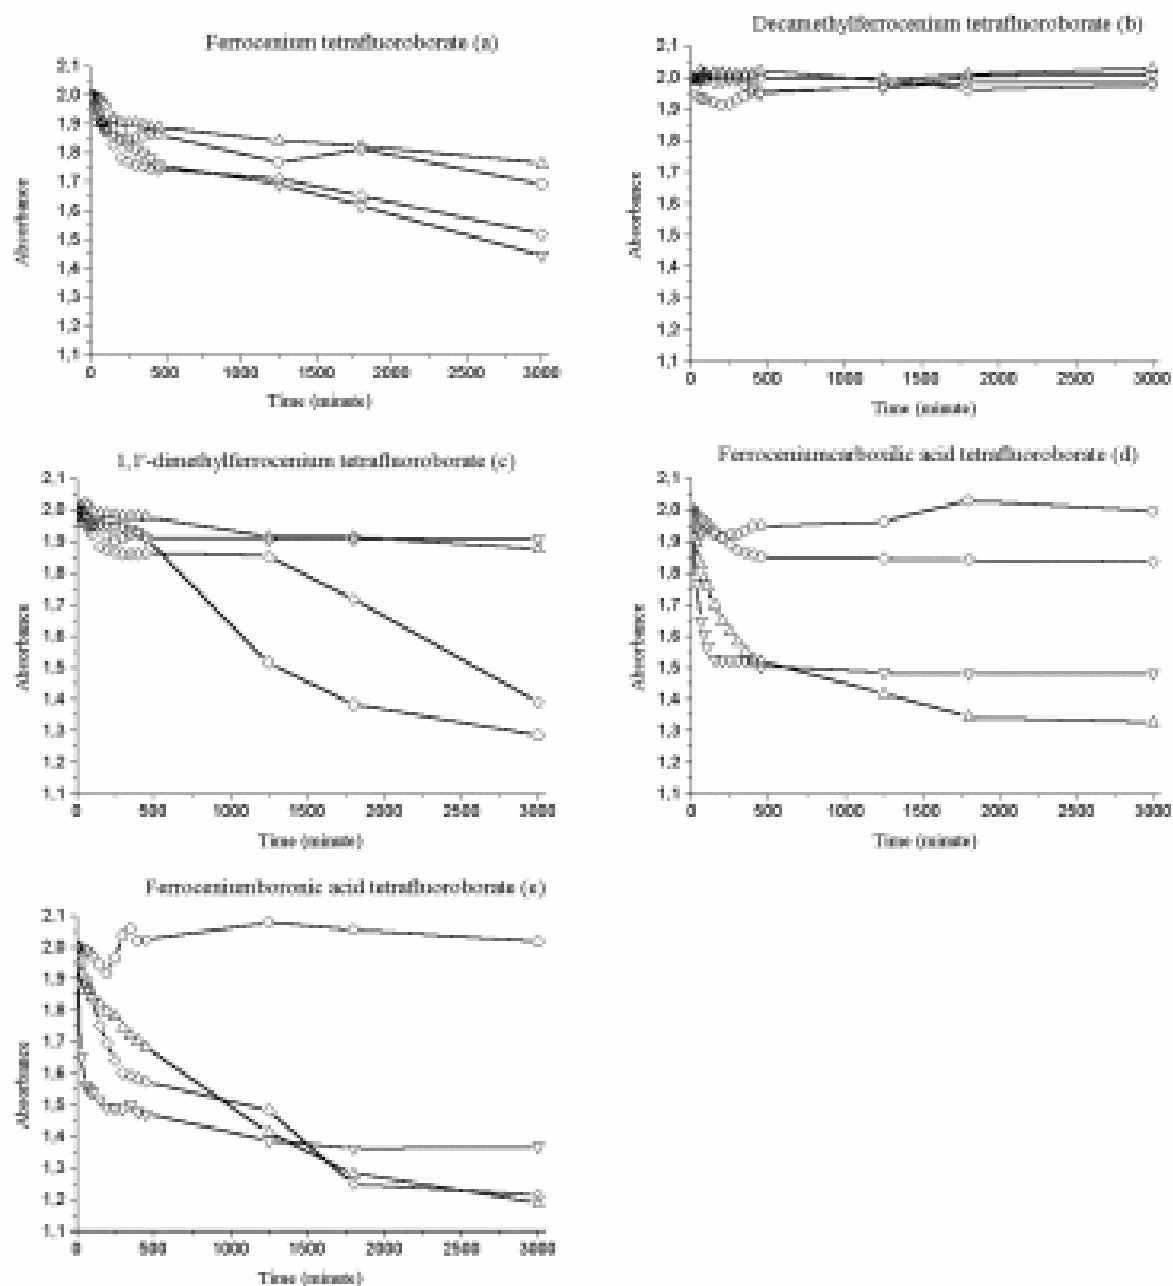 Ferrocenium tetrafluoroborate (a)
2,1
2,0
1,9
1,8
1,7
1,6
1,5
1,4
1,3
1,2
1,1
Absorbance
0 500 1000 1500 2000 2500 3000
Time (minute)
Decamethylferrocenium tetrafluoroborate (b)
2,1
2,0
1,9
1,8
1,7
1,6
1,5
1,4
1,3
1,2
1,1
Absorbance
0 500 1000 1500 2000 2500 3000
Time (minute)
1,1'-dimethylferrocenium tetrafluoroborate (c)
2,1
2,0
1,9
1,8
1,7
1,6
1,5
1,4
1,3
1,2
1,1
Absorbance
0 500 1000 1500 2000 2500 3000
Time (minute)
Ferroceniumcarboxilic acid tetrafluoroborate (d)
2,1
2,0
1,9
1,8
1,7
1,6
1,5
1,4
1,3
1,2
1,1
Absorbance
0 500 1000 1500 2000 2500 3000
Time (minute)
Ferroceniumboronic acid tetrafluoroborate (e)
2,1
2,0
1,9
1,8
1,7
1,6
1,5
1,4
1,3
1,2
1,1
Absorbance
0 500 1000 1500 2000 2500 3000
Time (minute)